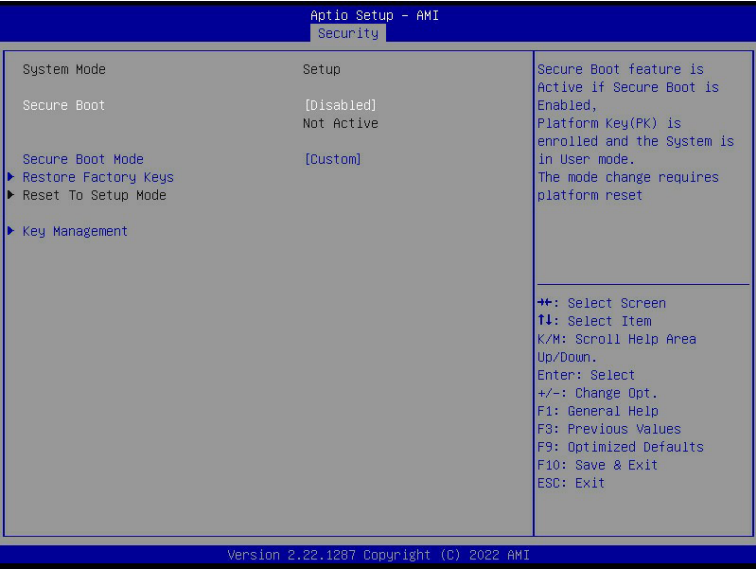 Aptio Setup – AMI
Security
System Mode Setup
Secure Boot [Disabled]
Not Active
Secure Boot Mode [Custom]
▶ Restore Factory Keys
▶ Reset To Setup Mode
▶ Key Management
Secure Boot feature is
Active if Secure Boot is
Enabled,
Platform Key(PK) is
enrolled and the System is
in User mode.
The mode change requires
platform reset
→←: Select Screen
↑↓: Select Item
K/M: Scroll Help Area
Up/Down.
Enter: Select
+/-: Change Opt.
F1: General Help
F3: Previous Values
F9: Optimized Defaults
F10: Save & Exit
ESC: Exit
Version 2.22.1287 Copyright (C) 2022 AMI